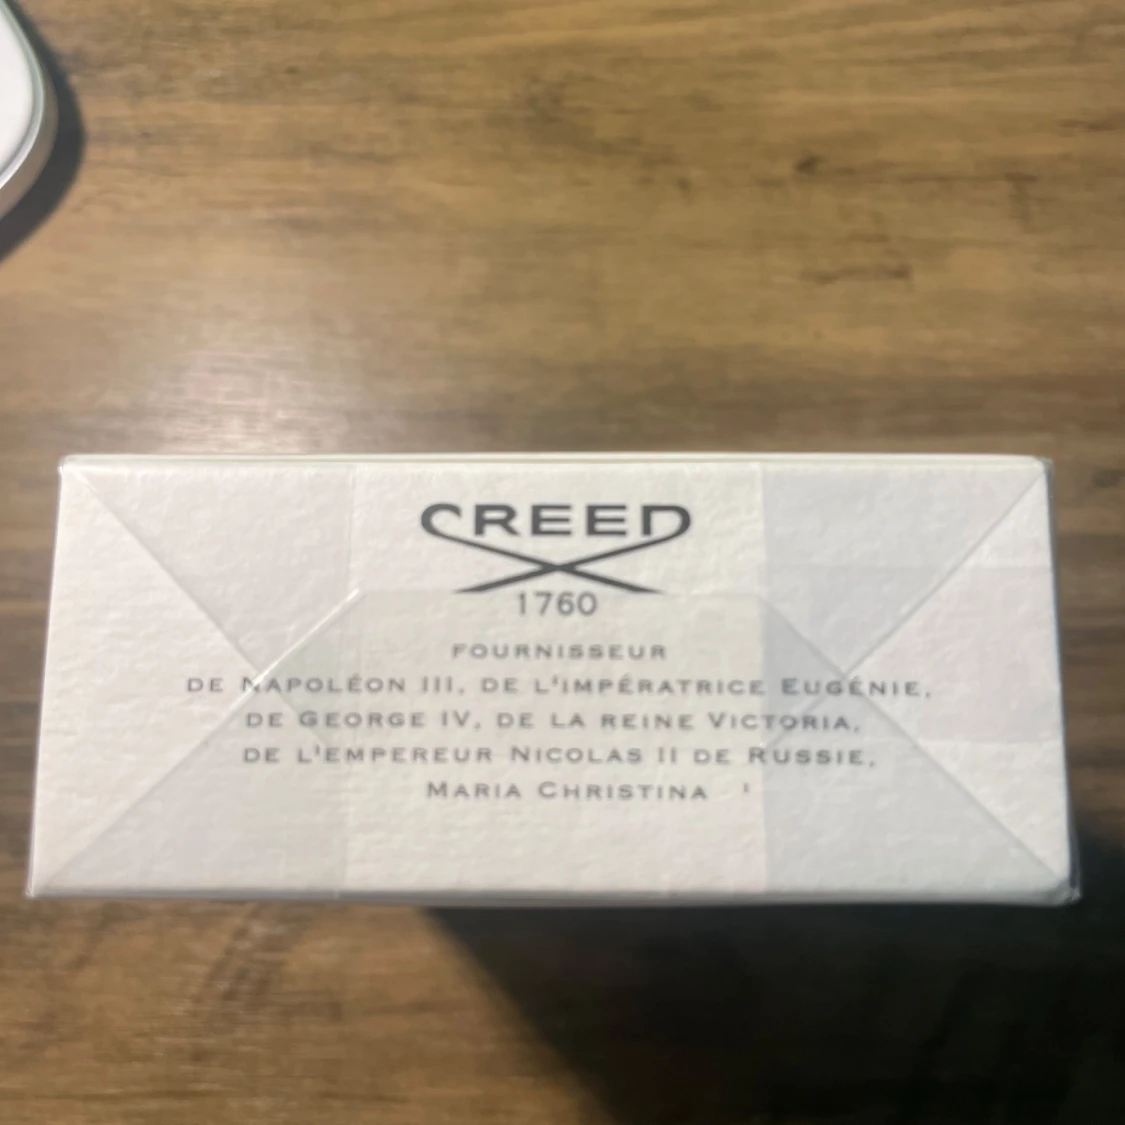 CREED
1760
FOURNISSEUR
DE NAPOLÉON III, DE L'IMPÉRATRICE EUGÉNIE,
DE GEORGE IV, DE LA REINE VICTORIA,
DE L'EMPEREUR NICOLAS II DE RUSSIE,
MARIA CHRISTINA